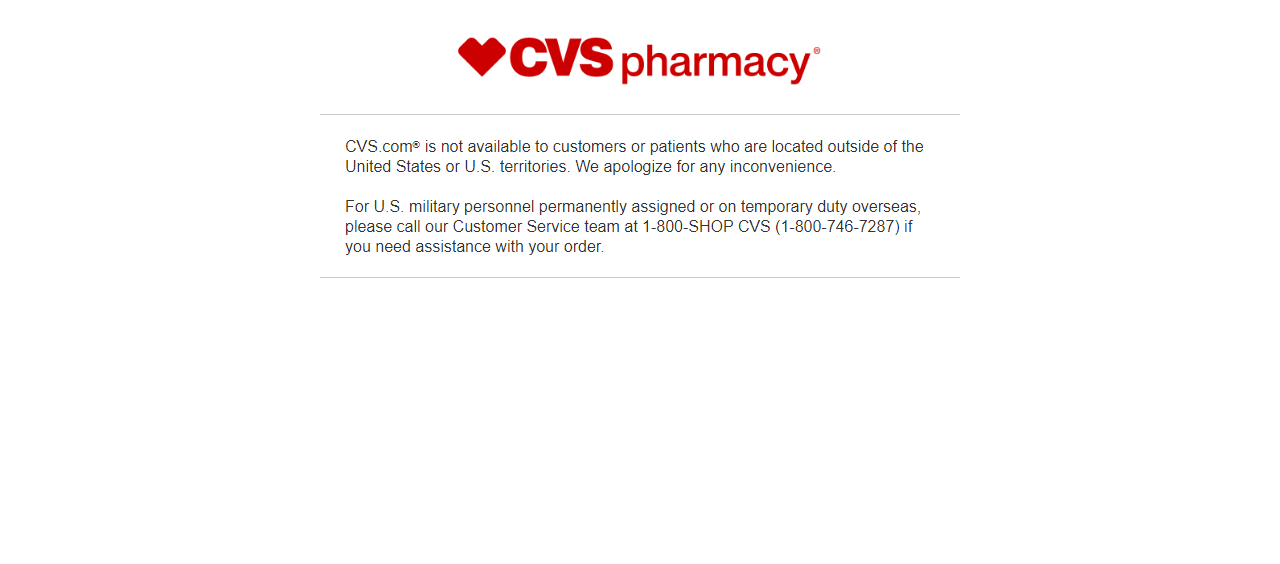 CVS pharmacy®
CVS.com® is not available to customers or patients who are located outside of the
United States or U.S. territories. We apologize for any inconvenience.
For U.S. military personnel permanently assigned or on temporary duty overseas,
please call our Customer Service team at 1-800-SHOP CVS (1-800-746-7287) if
you need assistance with your order.